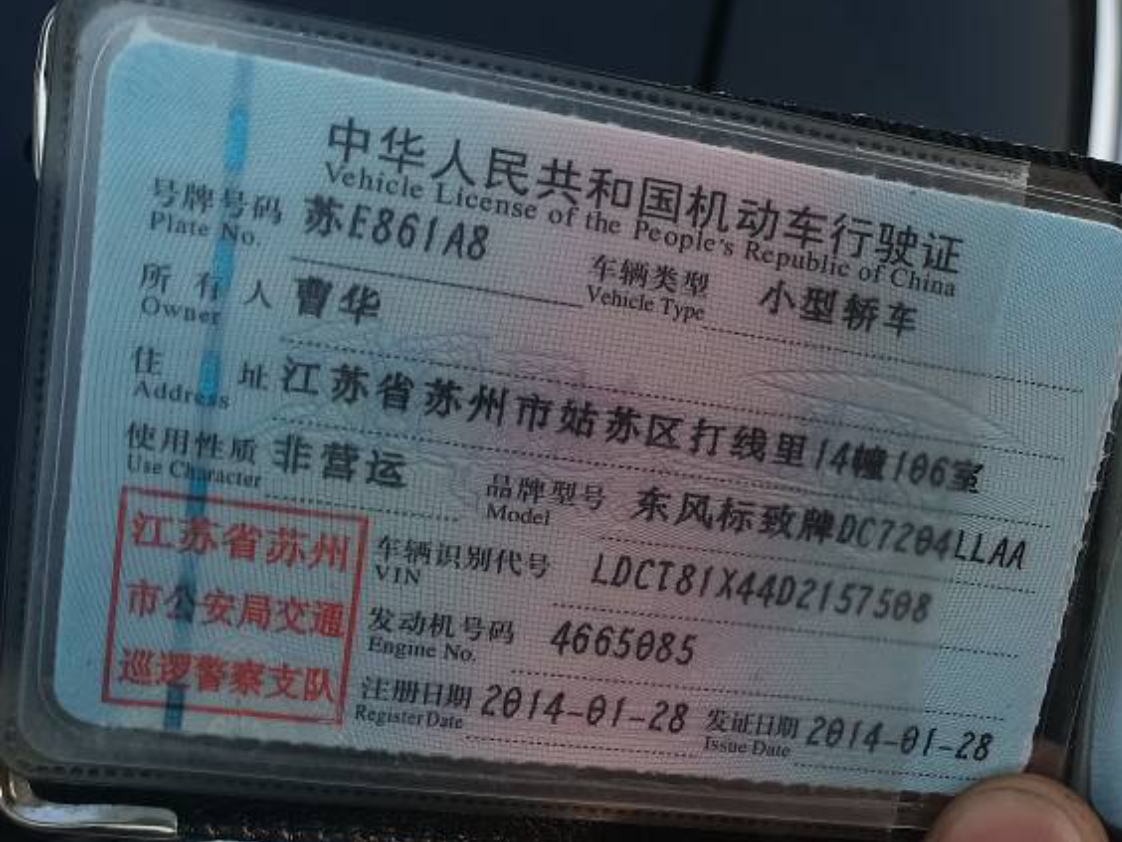 中华人民共和国机动车行驶证
Vehicle License of the People's Republic of China
号牌号码 苏E861A8 车辆类型 小型轿车
Plate No. Vehicle Type
所有人 曹华
Owner
住址 江苏省苏州市姑苏区打线里14幢106室
Address
使用性质 非营运 品牌型号 东风标致牌DC7204LLAA
Use Character Model
江苏省苏州
市公安局交通
巡逻警察支队
车辆识别代号 LDCT81X44D2157508
VIN
发动机号码 4665085
Engine No.
注册日期 2014-01-28 发证日期 2014-01-28
Register Date Issue Date